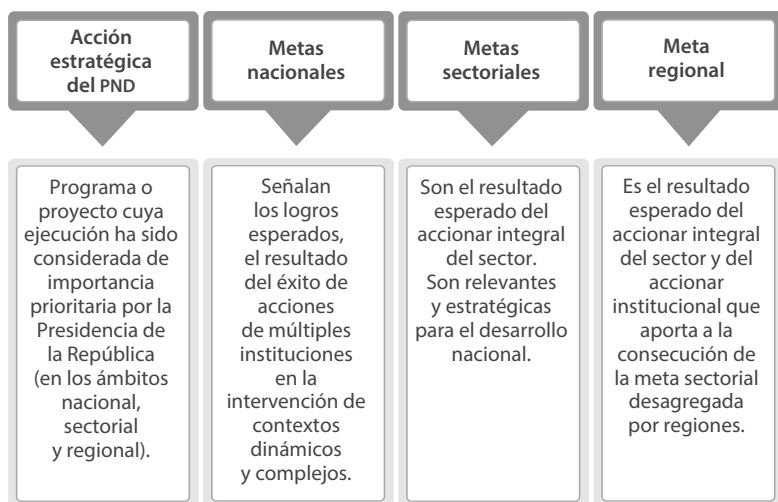 Acción
estratégica
del PND
Programa o
proyecto cuya
ejecución ha sido
considerada de
importancia
prioritaria por la
Presidencia de
la República
(en los ámbitos
nacional,
sectorial
y regional).
Metas
nacionales
Señalan
los logros
esperados,
el resultado
del éxito de
acciones
de múltiples
instituciones
en la
intervención de
contextos
dinámicos
y complejos.
Metas
sectoriales
Son el resultado
esperado del
accionar integral
del sector.
Son relevantes
y estratégicas
para el desarrollo
nacional.
Meta
regional
Es el resultado
esperado del
accionar integral
del sector y del
accionar
institucional que
aporta a la
consecución de
la meta sectorial
desagregada
por regiones.